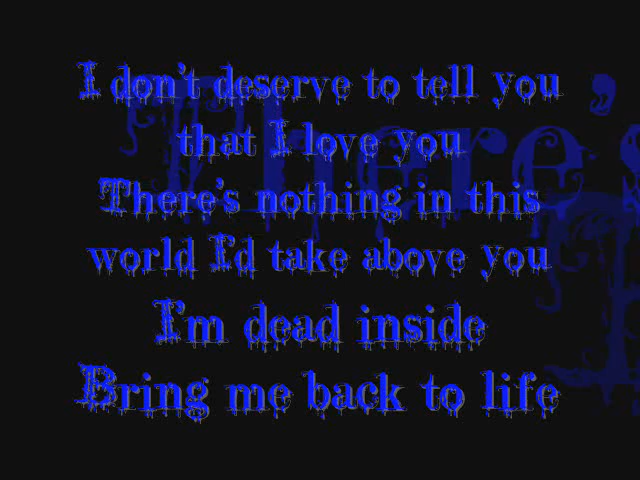 I don't deserve to tell you
that I love you
There's nothing in this
world I'd take above you
I'm dead inside
Bring me back to life
There's